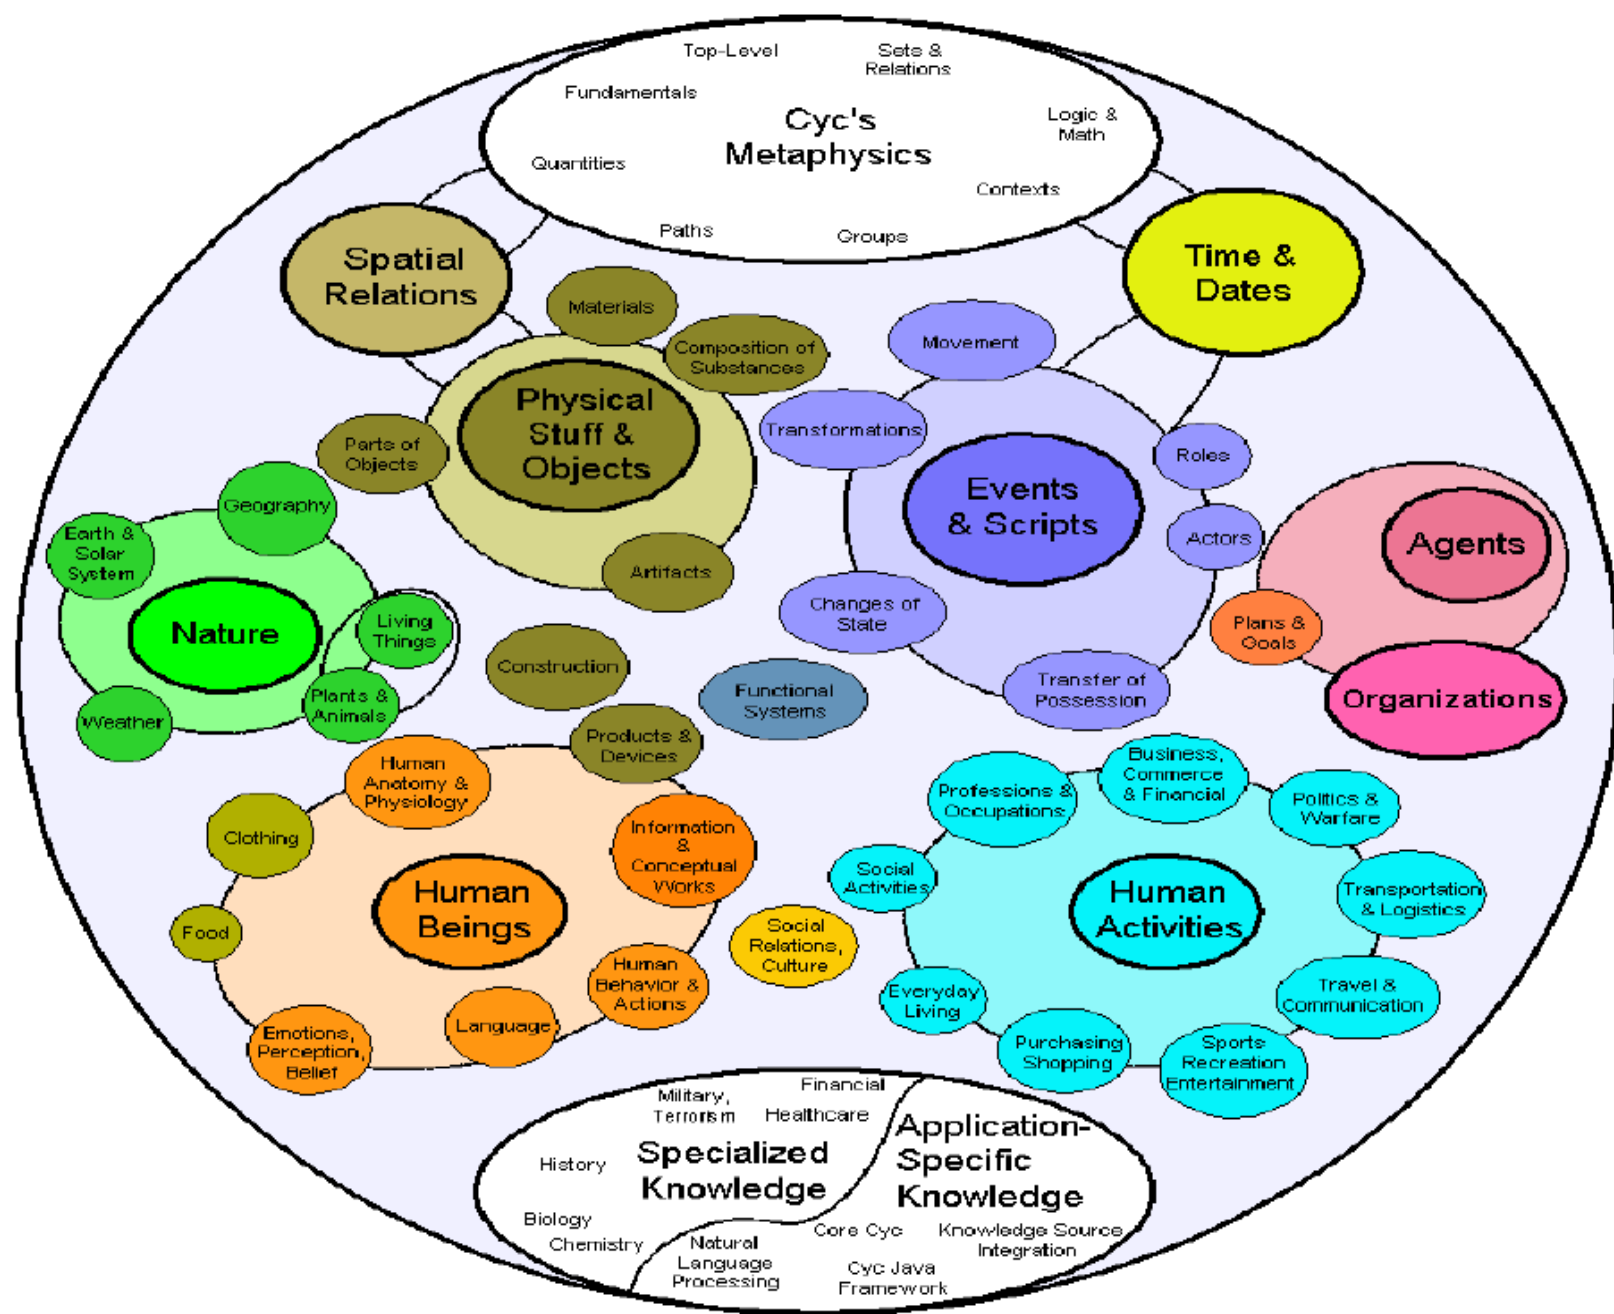 Top-Level
Sets &
Relations
Fundamentals
Cyc's
Metaphysics
Logic &
Math
Quantities
Contexts
Paths
Groups
Spatial
Relations
Time &
Dates
Materials
Composition of
Substances
Movement
Physical
Stuff &
Objects
Transformations
Parts of
Objects
Roles
Geography
Events
& Scripts
Earth &
Solar
System
Actors
Agents
Artifacts
Nature
Living
Things
Changes of
State
Plans &
Goals
Construction
Functional
Systems
Transfer of
Possession
Organizations
Plants &
Animals
Weather
Products &
Devices
Human
Anatomy &
Physiology
Business,
Commerce
& Financial
Professions &
Occupations
Politics &
Warfare
Clothing
Information
&
Conceptual
Works
Social
Activities
Transportation
& Logistics
Human
Beings
Human
Activities
Food
Social
Relations,
Culture
Human
Behavior &
Actions
Everyday
Living
Travel &
Communication
Language
Emotions,
Perception,
Belief
Purchasing
Shopping
Sports
Recreation
Entertainment
Financial
Military,
Terrorism
Healthcare
Specialized
Knowledge
Application-
Specific
Knowledge
History
Biology
Chemistry
Natural
Language
Processing
Core Cyc
Knowledge Source
Integration
Cyc Java
Framework